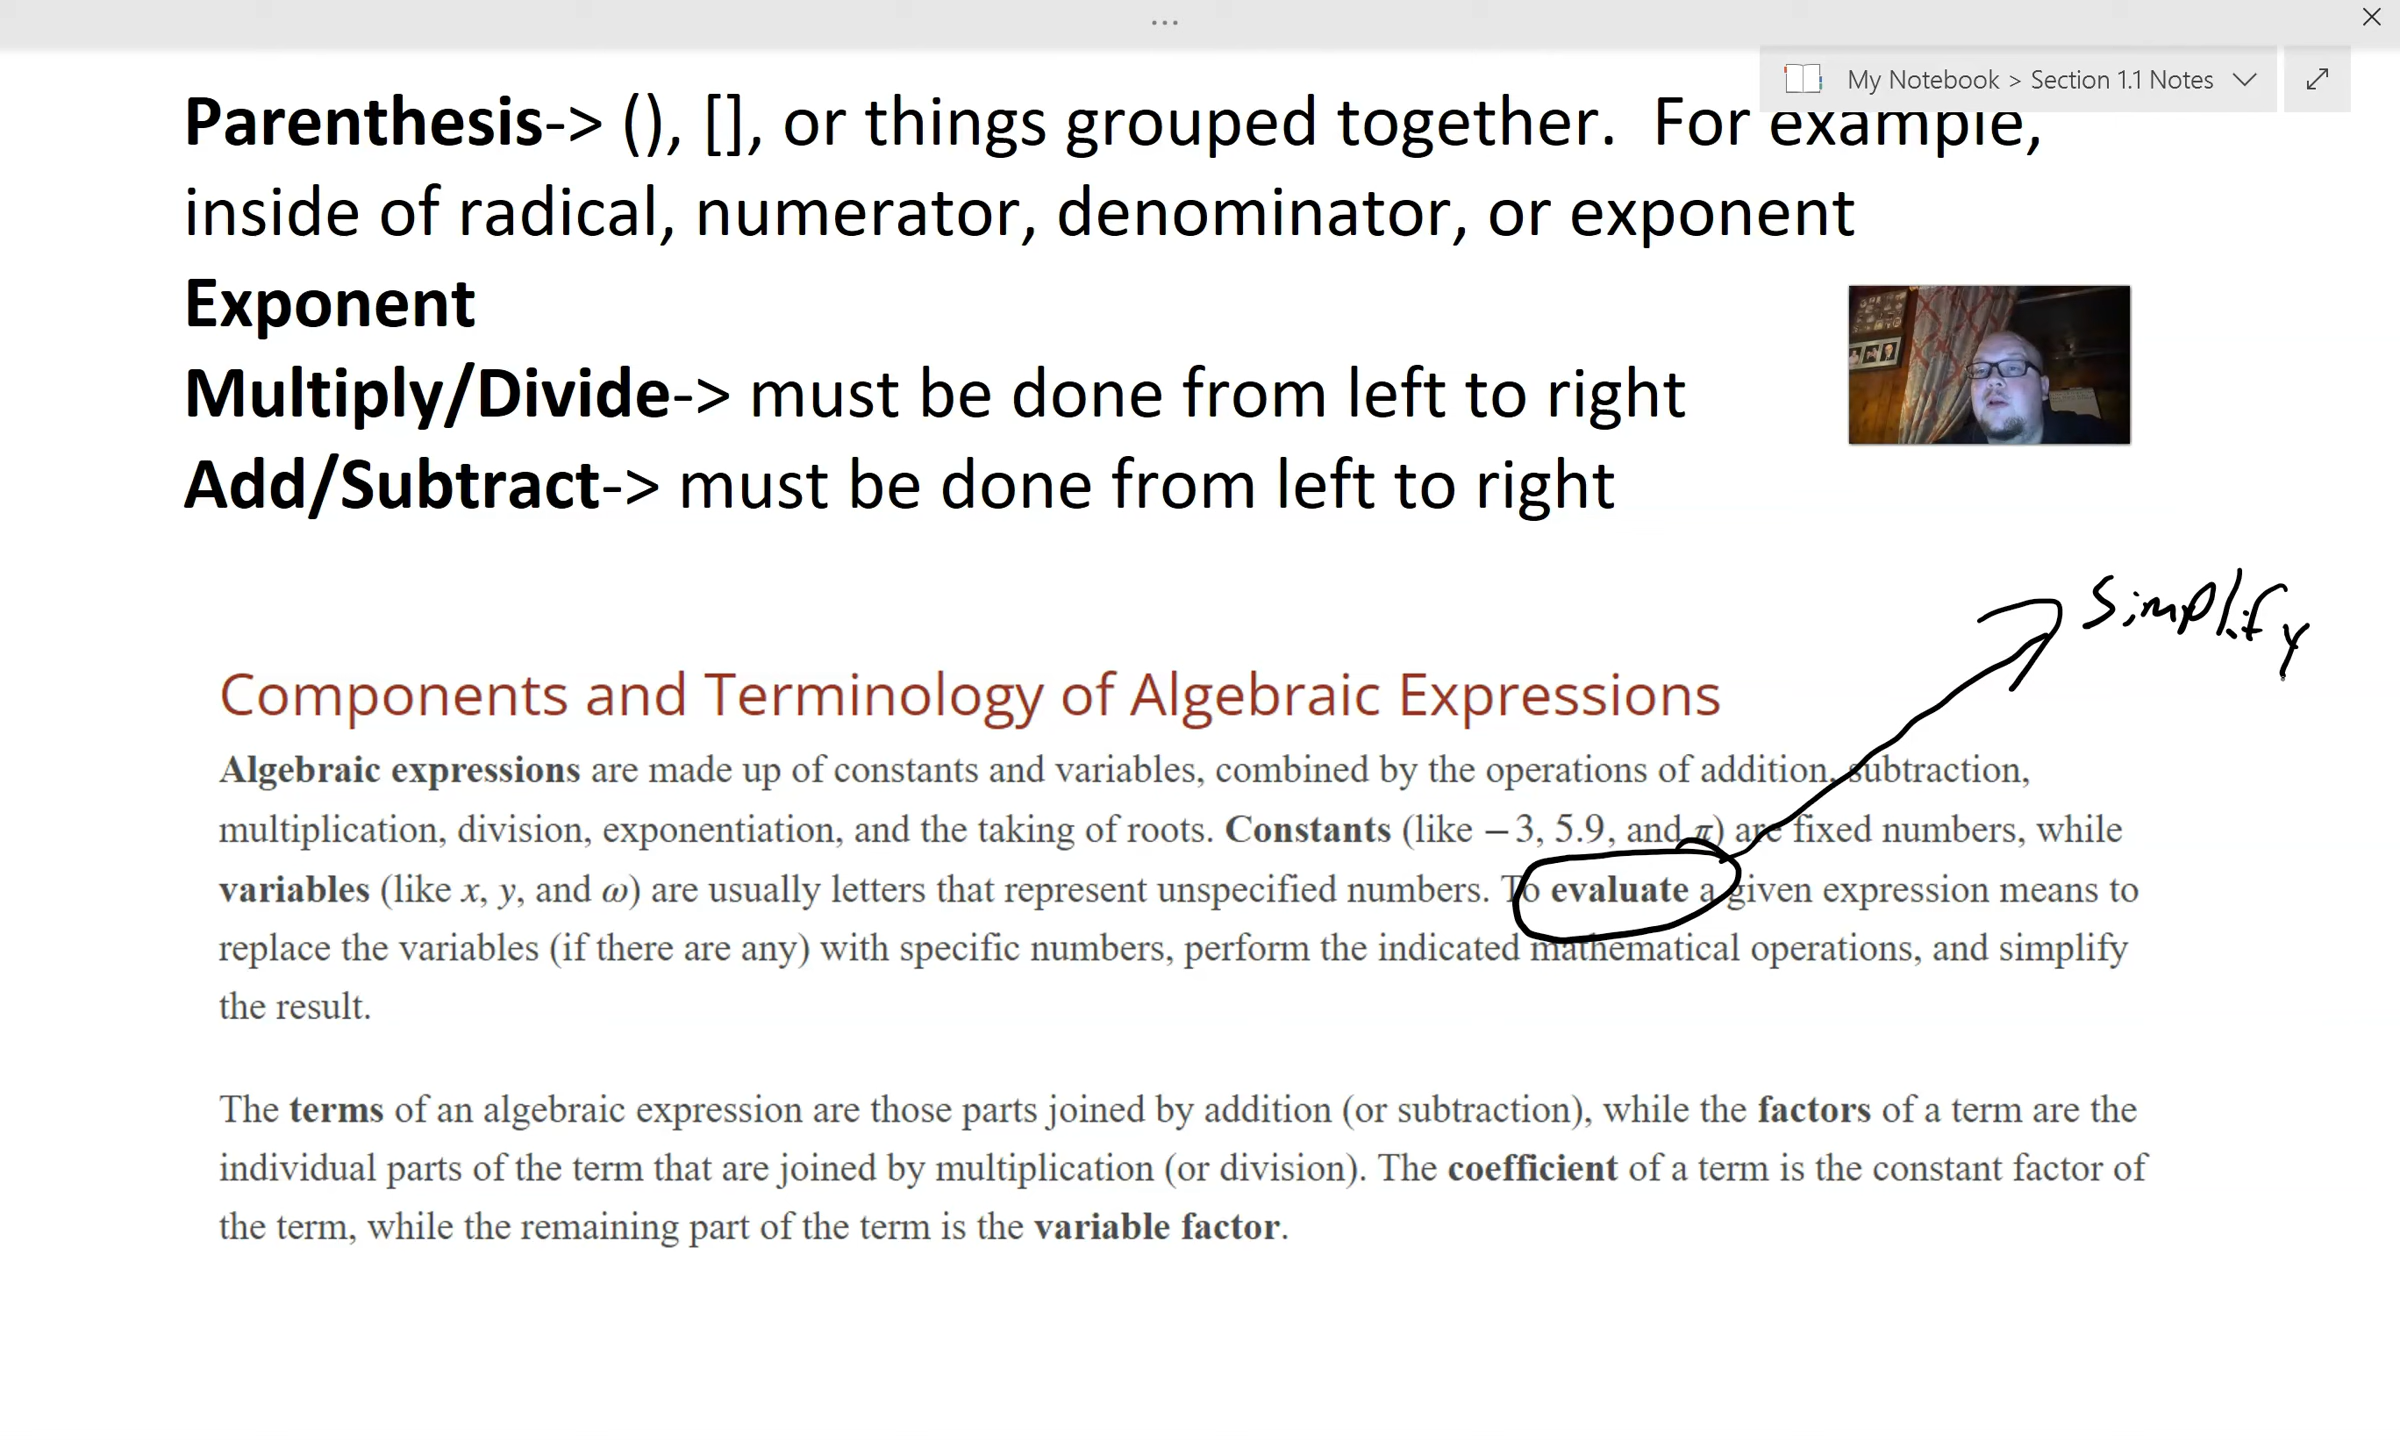 ...
My Notebook > Section 1.1 Notes
Parenthesis-> (), [], or things grouped together. For example,
inside of radical, numerator, denominator, or exponent
Exponent
Multiply/Divide-> must be done from left to right
Add/Subtract-> must be done from left to right
simplify
Components and Terminology of Algebraic Expressions
Algebraic expressions are made up of constants and variables, combined by the operations of addition, subtraction,
multiplication, division, exponentiation, and the taking of roots. Constants (like − 3, 5.9, and π) are fixed numbers, while
variables (like x, y, and ω) are usually letters that represent unspecified numbers. To evaluate a given expression means to
replace the variables (if there are any) with specific numbers, perform the indicated mathematical operations, and simplify
the result.
The terms of an algebraic expression are those parts joined by addition (or subtraction), while the factors of a term are the
individual parts of the term that are joined by multiplication (or division). The coefficient of a term is the constant factor of
the term, while the remaining part of the term is the variable factor.